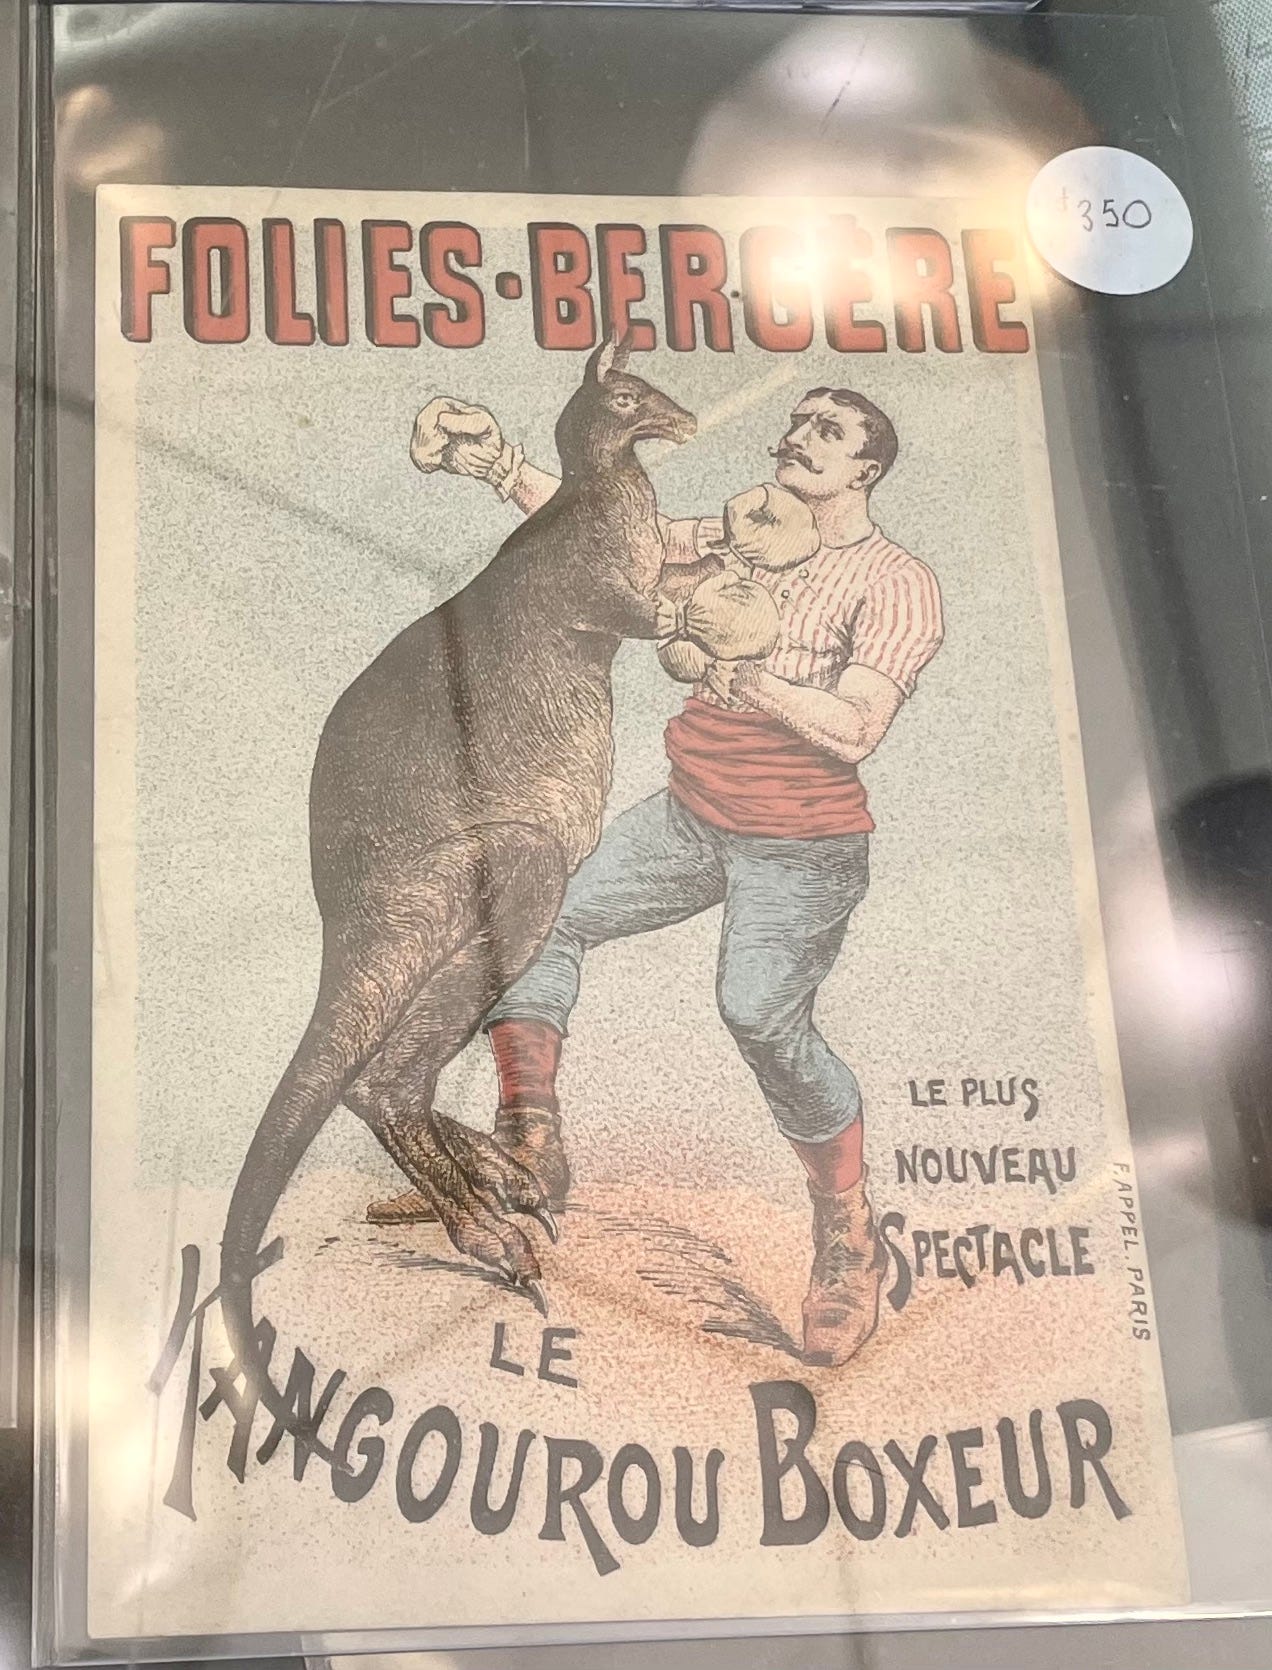 FOLIES·BERGÈRE
$350
LE PLUS
NOUVEAU
SPECTACLE
F. APPEL. PARIS
LE
KANGOUROU BOXEUR